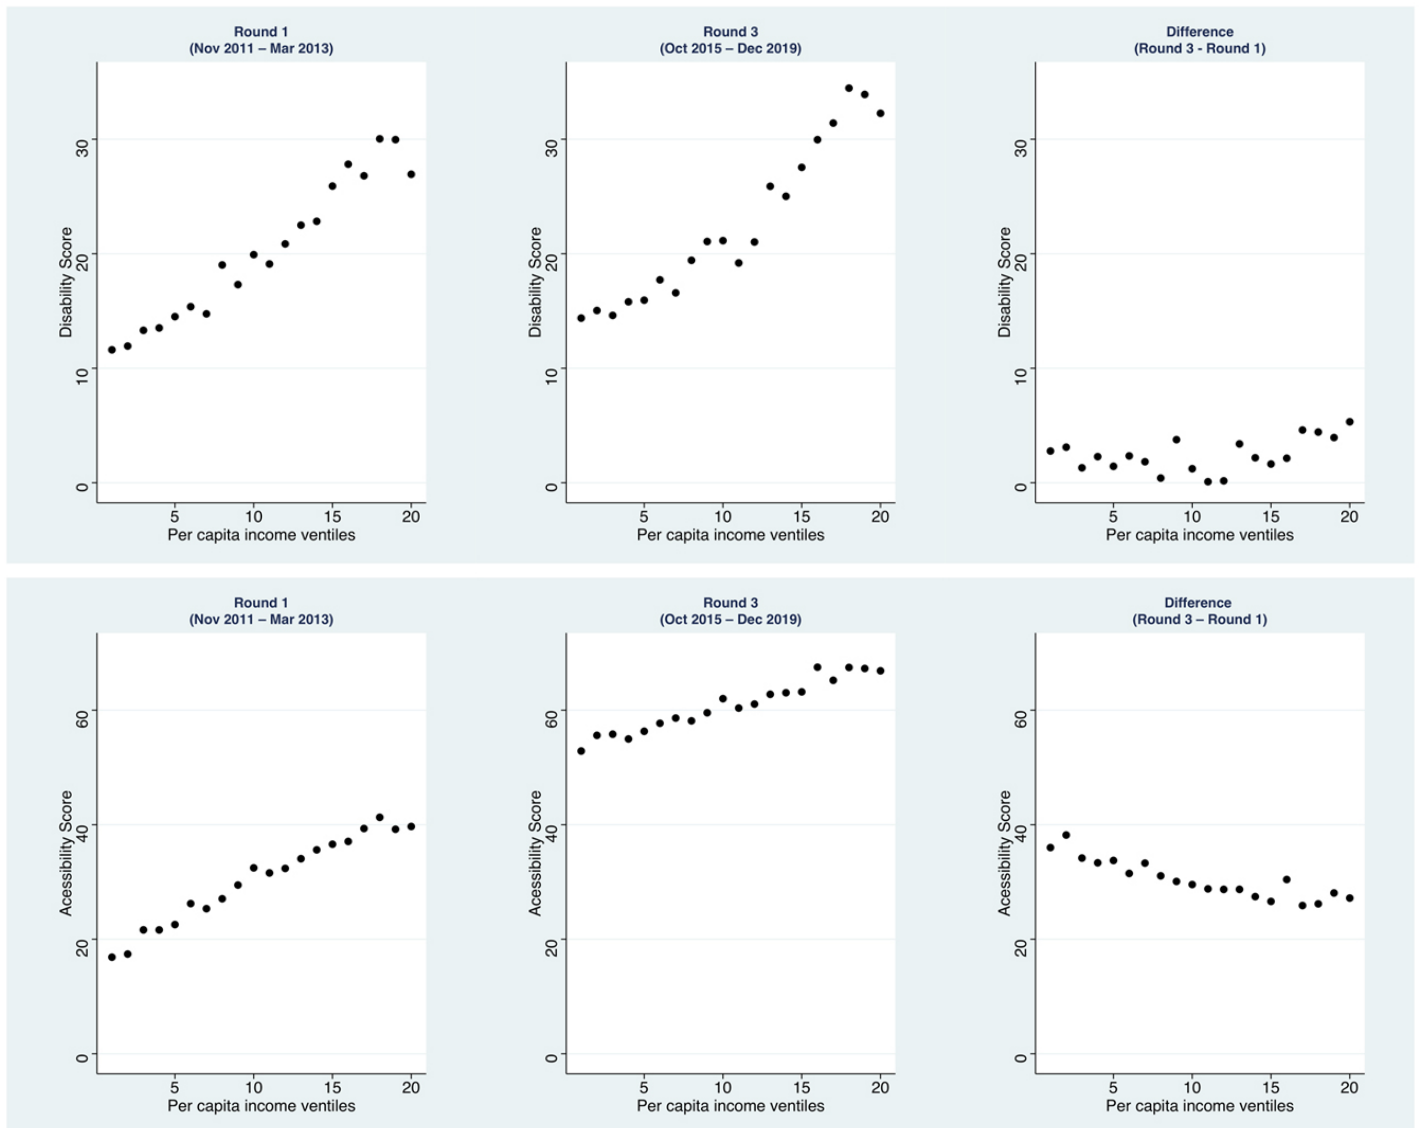 Round 1
(Nov 2011 – Mar 2013)
Disability Score
30
20
10
0
5 10 15 20
Per capita income ventiles
Round 3
(Oct 2015 – Dec 2019)
Disability Score
30
20
10
0
5 10 15 20
Per capita income ventiles
Difference
(Round 3 - Round 1)
Disability Score
30
20
10
0
5 10 15 20
Per capita income ventiles
Round 1
(Nov 2011 – Mar 2013)
Acessibility Score
60
40
20
0
5 10 15 20
Per capita income ventiles
Round 3
(Oct 2015 – Dec 2019)
Acessibility Score
60
40
20
0
5 10 15 20
Per capita income ventiles
Difference
(Round 3 – Round 1)
Acessibility Score
60
40
20
0
5 10 15 20
Per capita income ventiles